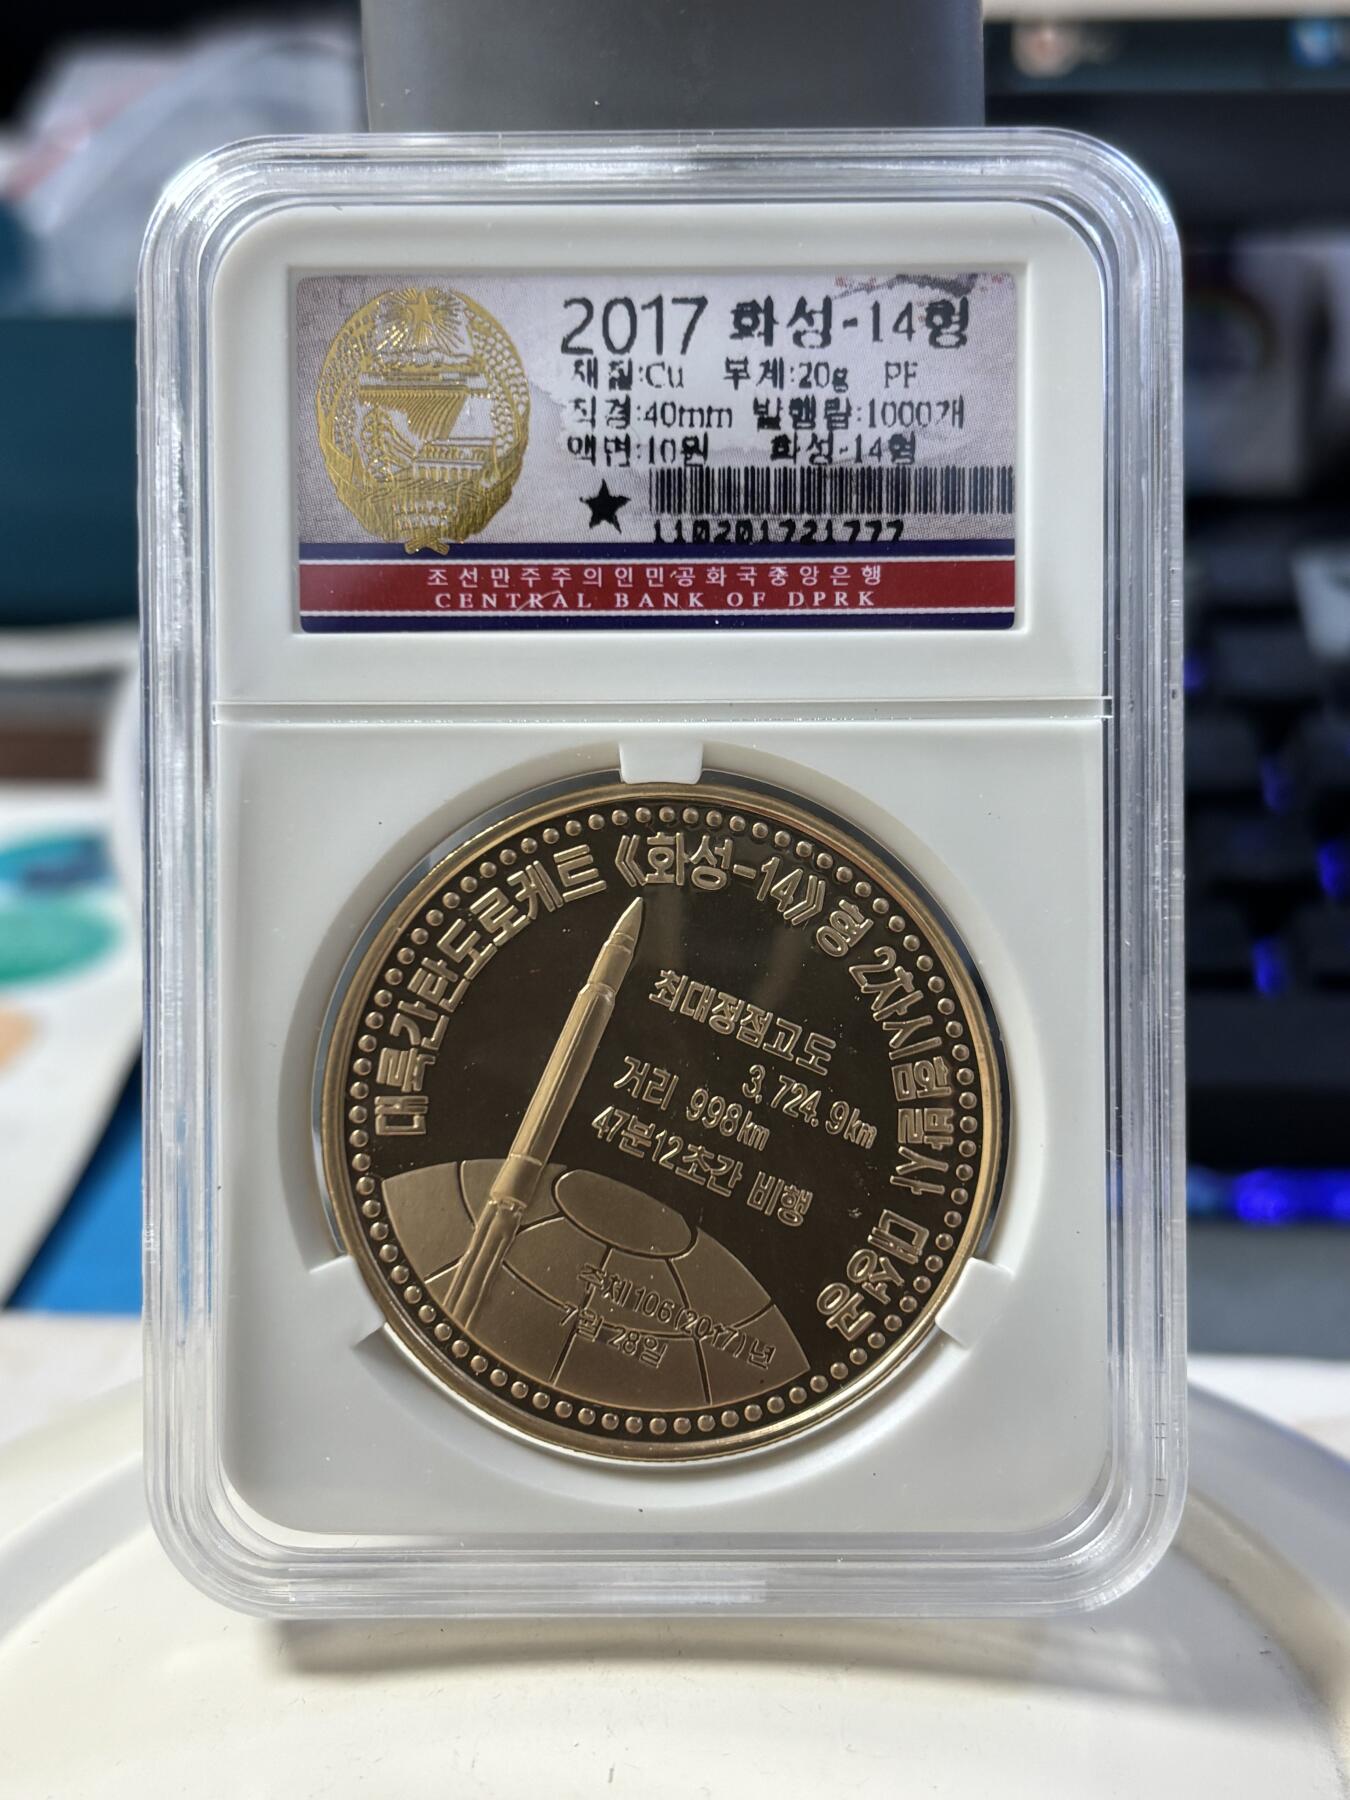 2017 화성-14형
재질:Cu 무게:20g PF
직경:40mm 발행량:1000개
액면:10원 화성-14형
110201721777
조선민주주의인민공화국중앙은행
CENTRAL BANK OF DPRK
대륙간탄도로케트 《화성-14》형 2차시험발사 대성공
최대정점고도
3,724.9km
거리 998km
47분12초간 비행
주체106(2017)년
7월 28일